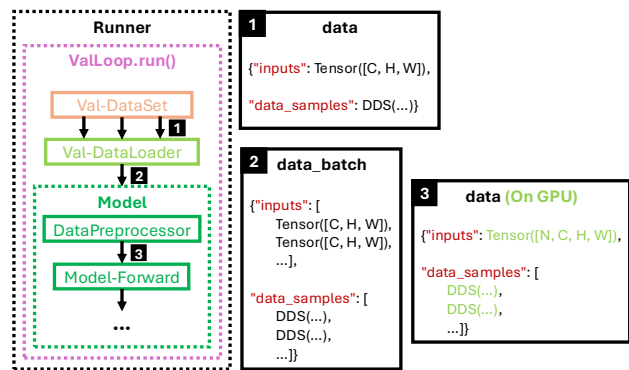 Runner
ValLoop.run()
Val-DataSet
1
Val-DataLoader
2
Model
DataPreprocessor
3
Model-Forward
...
1
data
{"inputs": Tensor([C, H, W]),
"data_samples": DDS(...)}
2
data_batch
{"inputs": [
Tensor([C, H, W]),
Tensor([C, H, W]),
...],
"data_samples": [
DDS(...),
DDS(...),
...]}
3
data (On GPU)
{"inputs": Tensor([N, C, H, W]),
"data_samples": [
DDS(...),
DDS(...),
...]}